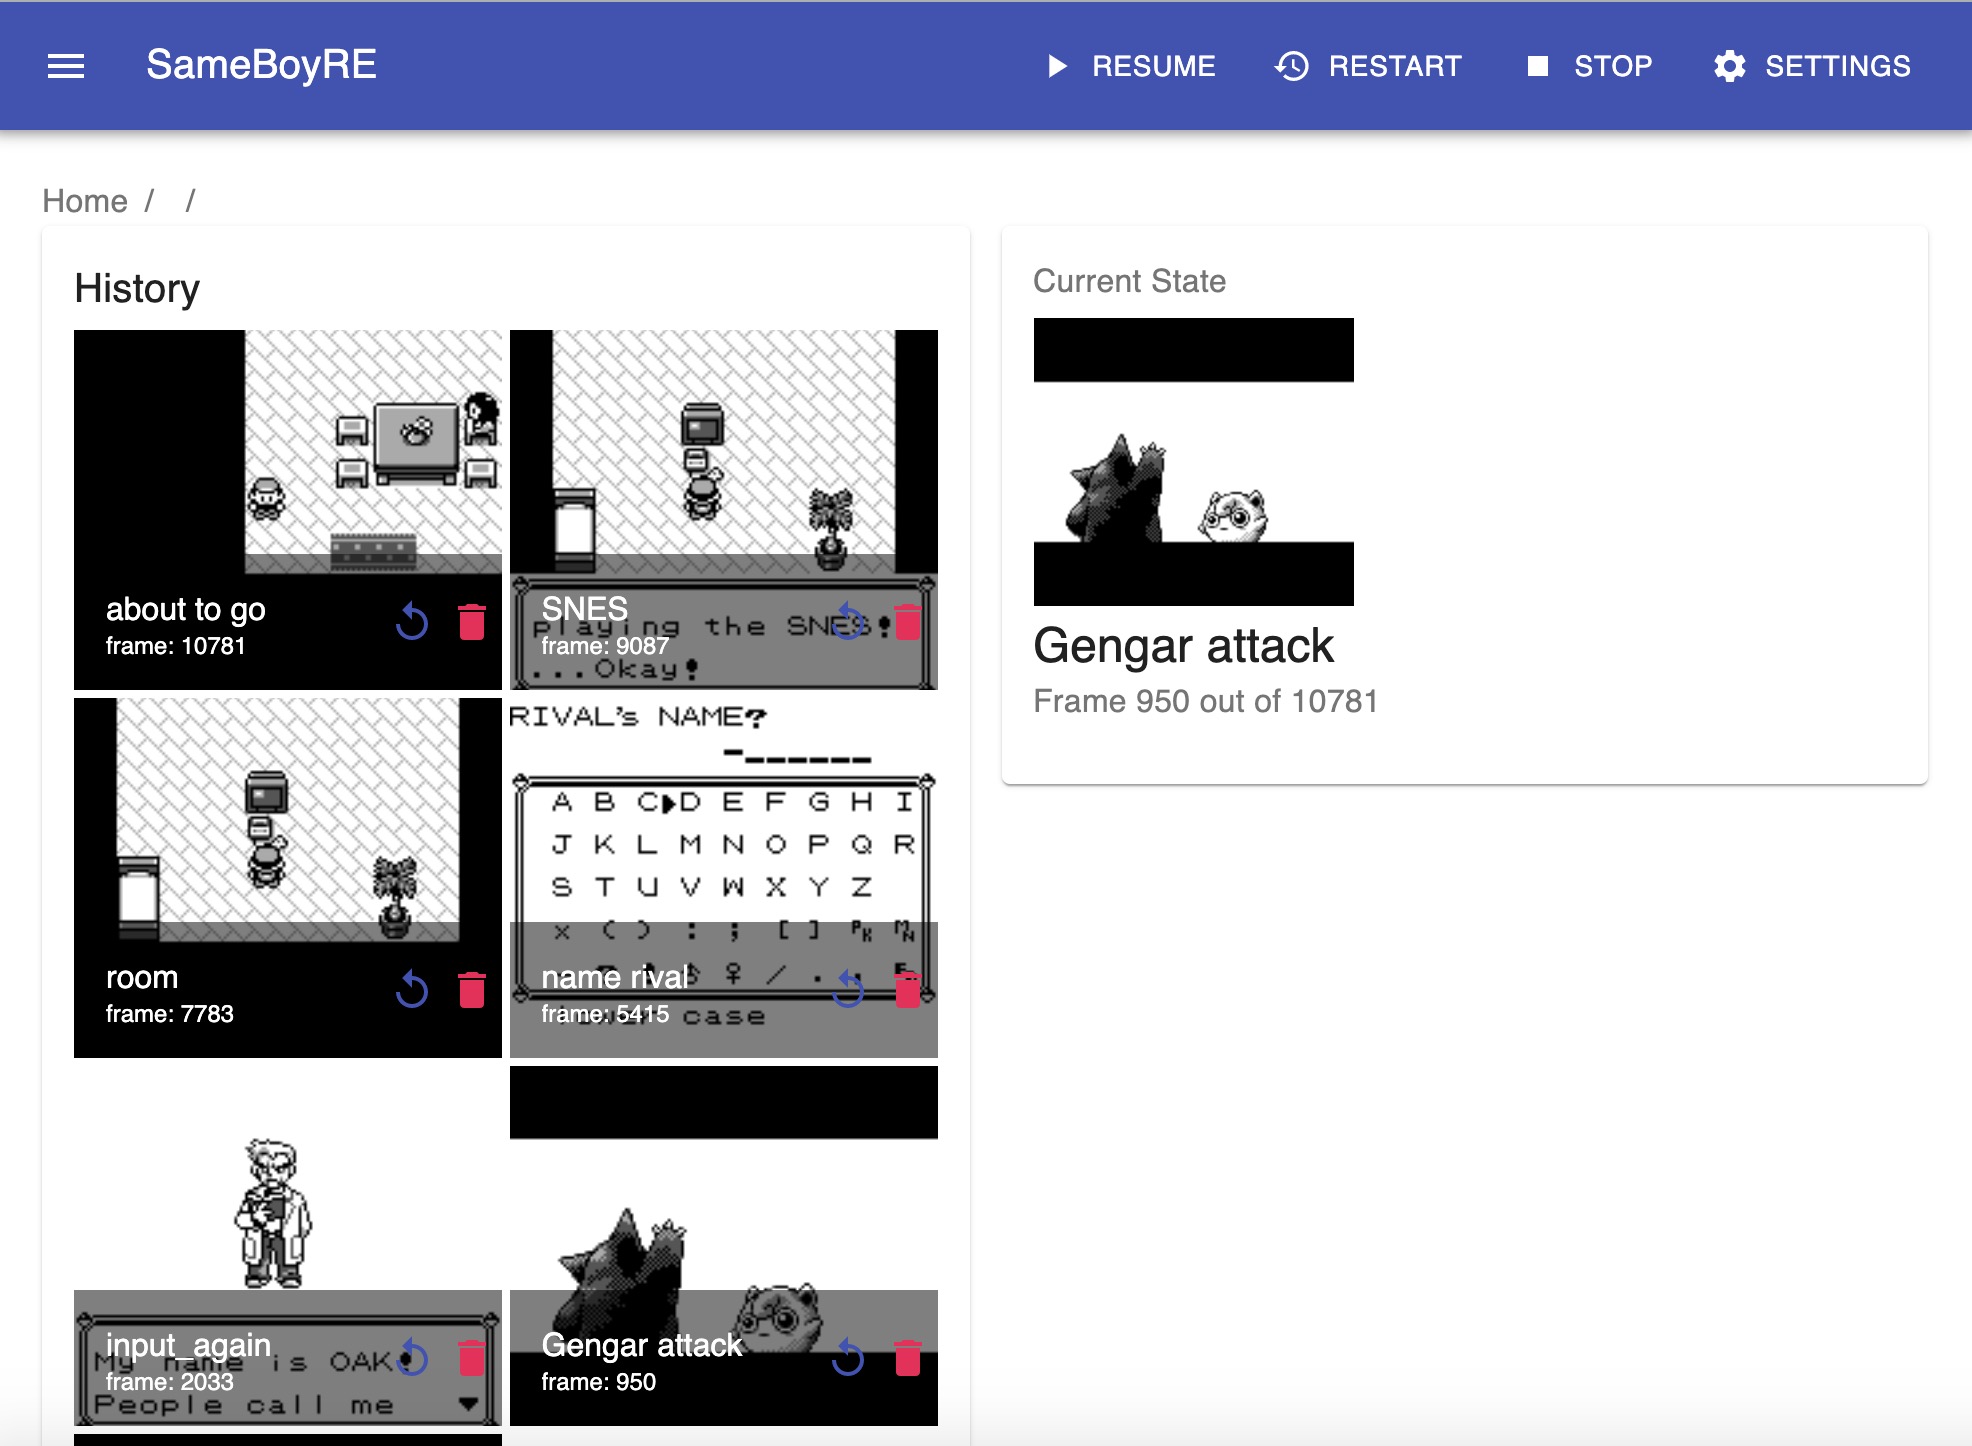 SameBoyRE
RESUME
RESTART
STOP
SETTINGS
Home / /
History
about to go
frame: 10781
playing the SNES!
...Okay!
SNES
frame: 9087
room
frame: 7783
RIVAL's NAME?
A B C D E F G H I
J K L M N O P Q R
S T U V W X Y Z
x ( ) : ; [ ] PK MN
♀ / .
case
name rival
frame: 5415
My name is OAK!
People call me
input_again
frame: 2033
Gengar attack
frame: 950
Current State
Gengar attack
Frame 950 out of 10781